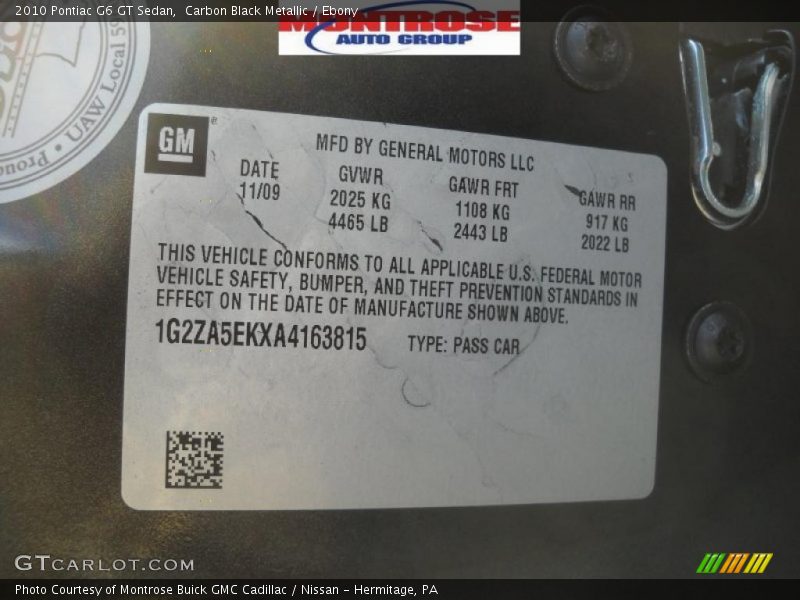 2010 Pontiac G6 GT Sedan, Carbon Black Metallic / Ebony
MONTROSE
AUTO GROUP
UAW Local 59
Proud
GM
MFD BY GENERAL MOTORS LLC
DATE GVWR GAWR FRT GAWR RR
11/09 2025 KG 1108 KG 917 KG
4465 LB 2443 LB 2022 LB
THIS VEHICLE CONFORMS TO ALL APPLICABLE U.S. FEDERAL MOTOR
VEHICLE SAFETY, BUMPER, AND THEFT PREVENTION STANDARDS IN
EFFECT ON THE DATE OF MANUFACTURE SHOWN ABOVE.
1G2ZA5EKXA4163815 TYPE: PASS CAR
GTCARLOT.COM
Photo Courtesy of Montrose Buick GMC Cadillac / Nissan - Hermitage, PA